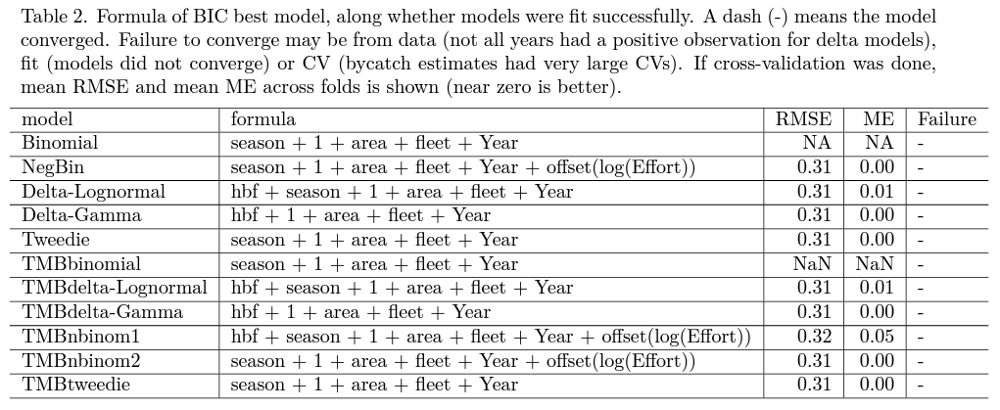 Table 2. Formula of BIC best model, along whether models were fit successfully. A dash (-) means the model
converged. Failure to converge may be from data (not all years had a positive observation for delta models),
fit (models did not converge) or CV (bycatch estimates had very large CVs). If cross-validation was done,
mean RMSE and mean ME across folds is shown (near zero is better).
model formula RMSE ME Failure
Binomial season + 1 + area + fleet + Year NA NA -
NegBin season + 1 + area + fleet + Year + offset(log(Effort)) 0.31 0.00 -
Delta-Lognormal hbf + season + 1 + area + fleet + Year 0.31 0.01 -
Delta-Gamma hbf + 1 + area + fleet + Year 0.31 0.00 -
Tweedie season + 1 + area + fleet + Year 0.31 0.00 -
TMBbinomial season + 1 + area + fleet + Year NaN NaN -
TMBdelta-Lognormal hbf + season + 1 + area + fleet + Year 0.31 0.01 -
TMBdelta-Gamma hbf + 1 + area + fleet + Year 0.31 0.00 -
TMBnbinom1 hbf + season + 1 + area + fleet + Year + offset(log(Effort)) 0.32 0.05 -
TMBnbinom2 season + 1 + area + fleet + Year + offset(log(Effort)) 0.31 0.00 -
TMBtweedie season + 1 + area + fleet + Year 0.31 0.00 -